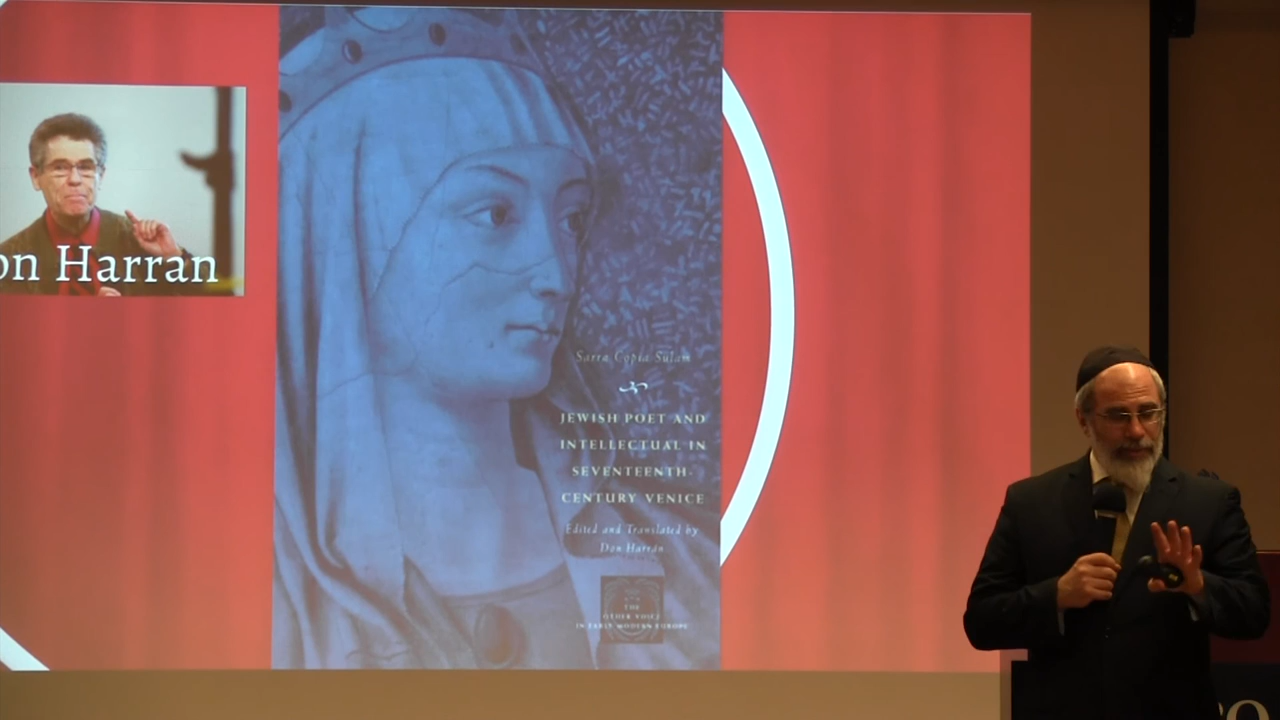 on Harran
Sarra Copia Sulam
JEWISH POET AND
INTELLECTUAL IN
SEVENTEENTH-
CENTURY VENICE
Edited and Translated by
Don Harrán
THE
OTHER VOICE
IN EARLY MODERN EUROPE